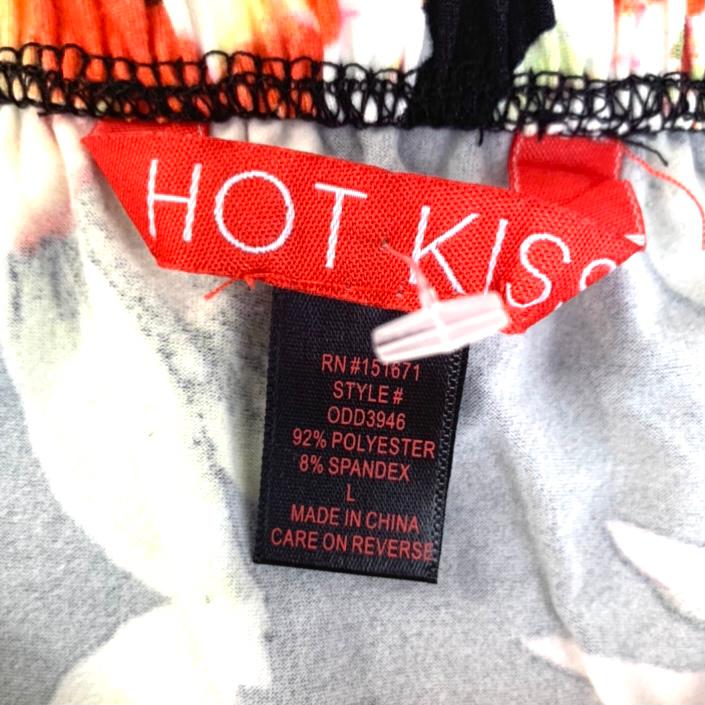 HOT KISS
RN #151671
STYLE #
ODD3946
92% POLYESTER
8% SPANDEX
L
MADE IN CHINA
CARE ON REVERSE